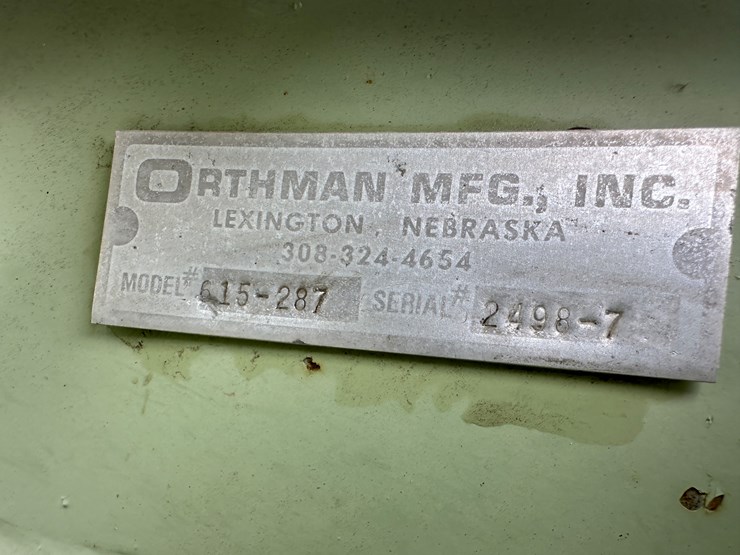 ORTHMAN MFG., INC.
LEXINGTON, NEBRASKA
308-324-4654
MODEL# 615-287 SERIAL# 2498-7